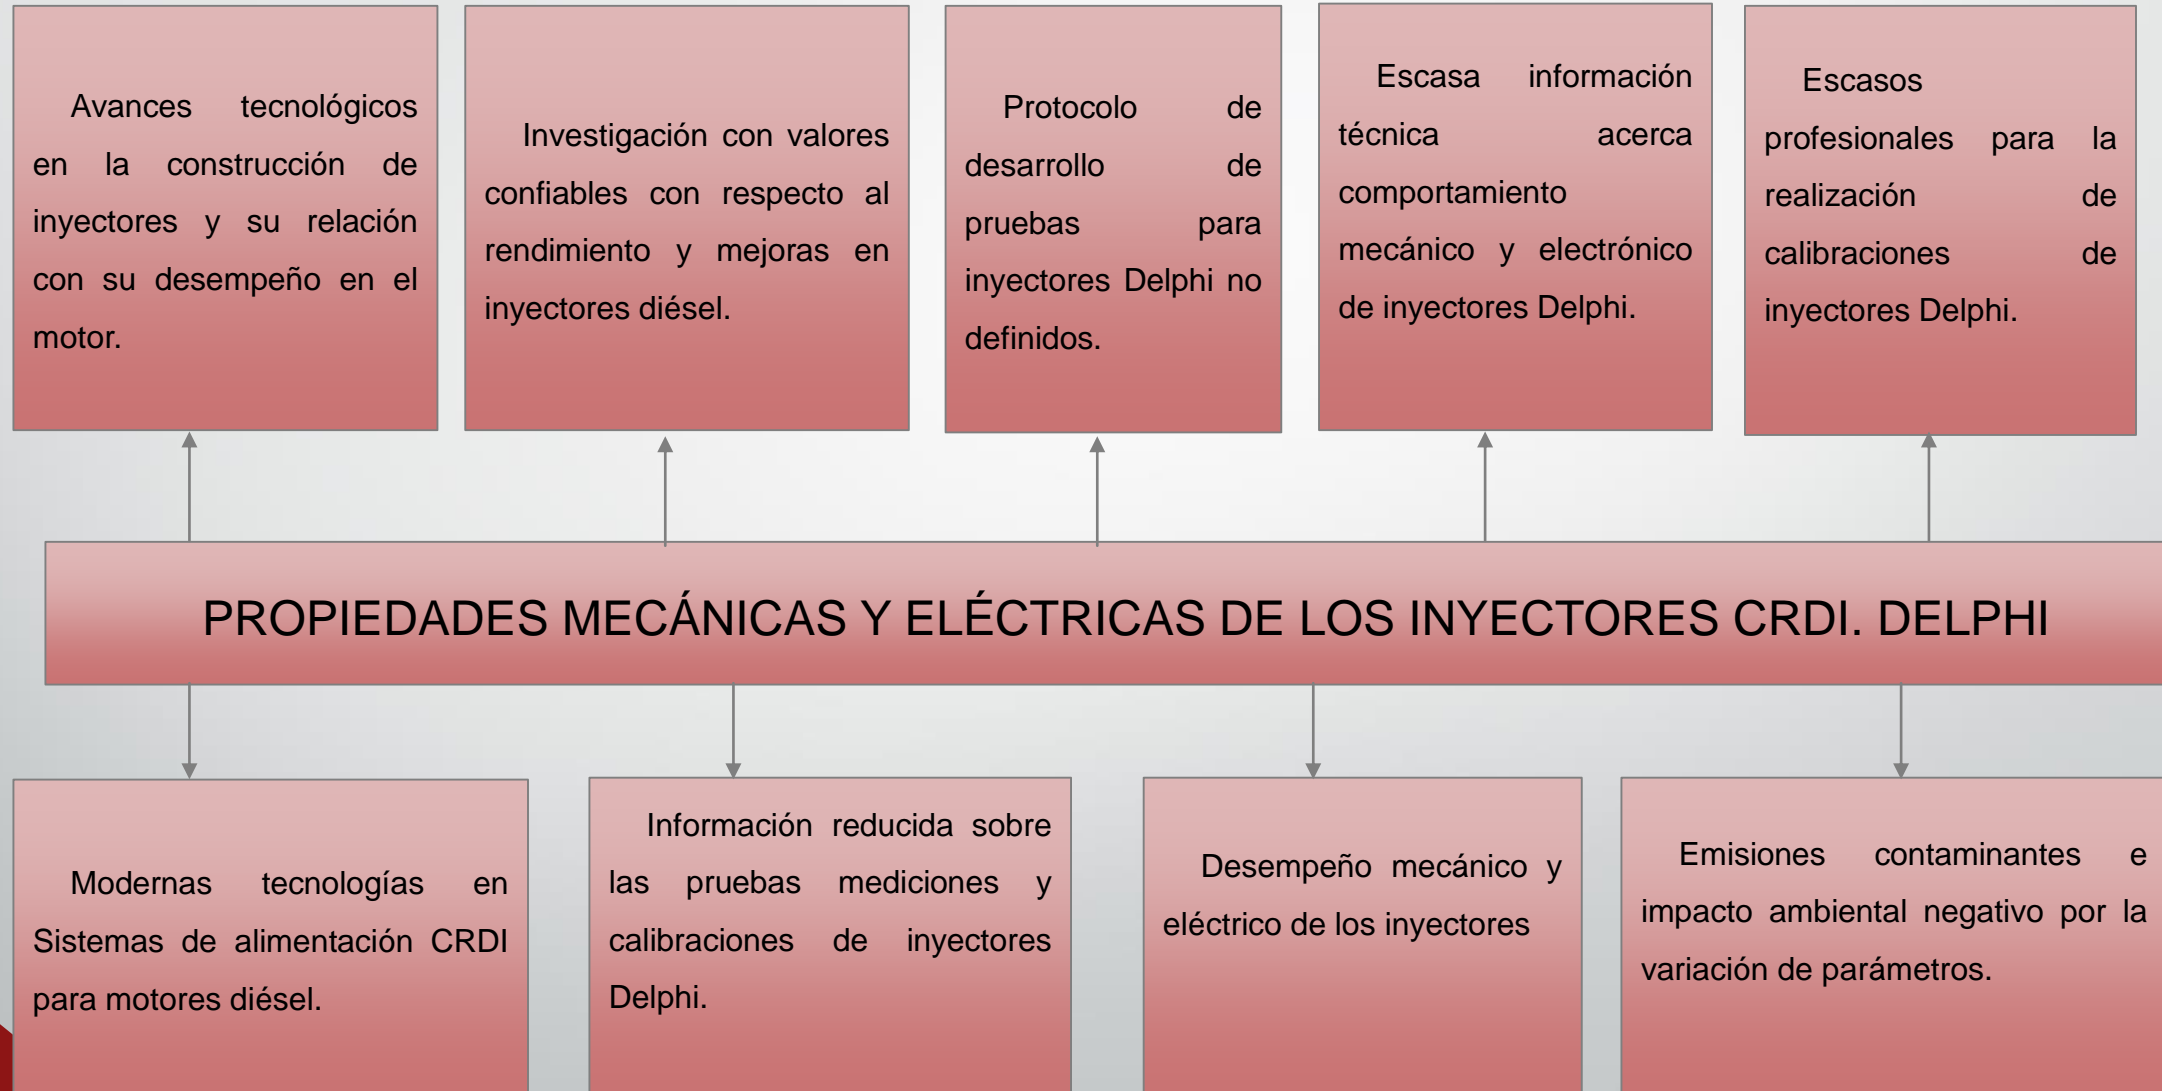 Avances tecnológicos
en la construcción de
inyectores y su relación
con su desempeño en el
motor.
Investigación con valores
confiables con respecto al
rendimiento y mejoras en
inyectores diésel.
Protocolo de
desarrollo de
pruebas para
inyectores Delphi no
definidos.
Escasa información
técnica acerca
comportamiento
mecánico y electrónico
de inyectores Delphi.
Escasos
profesionales para la
realización de
calibraciones de
inyectores Delphi.
PROPIEDADES MECÁNICAS Y ELÉCTRICAS DE LOS INYECTORES CRDI. DELPHI
Modernas tecnologías en
Sistemas de alimentación CRDI
para motores diésel.
Información reducida sobre
las pruebas mediciones y
calibraciones de inyectores
Delphi.
Desempeño mecánico y
eléctrico de los inyectores
Emisiones contaminantes e
impacto ambiental negativo por la
variación de parámetros.